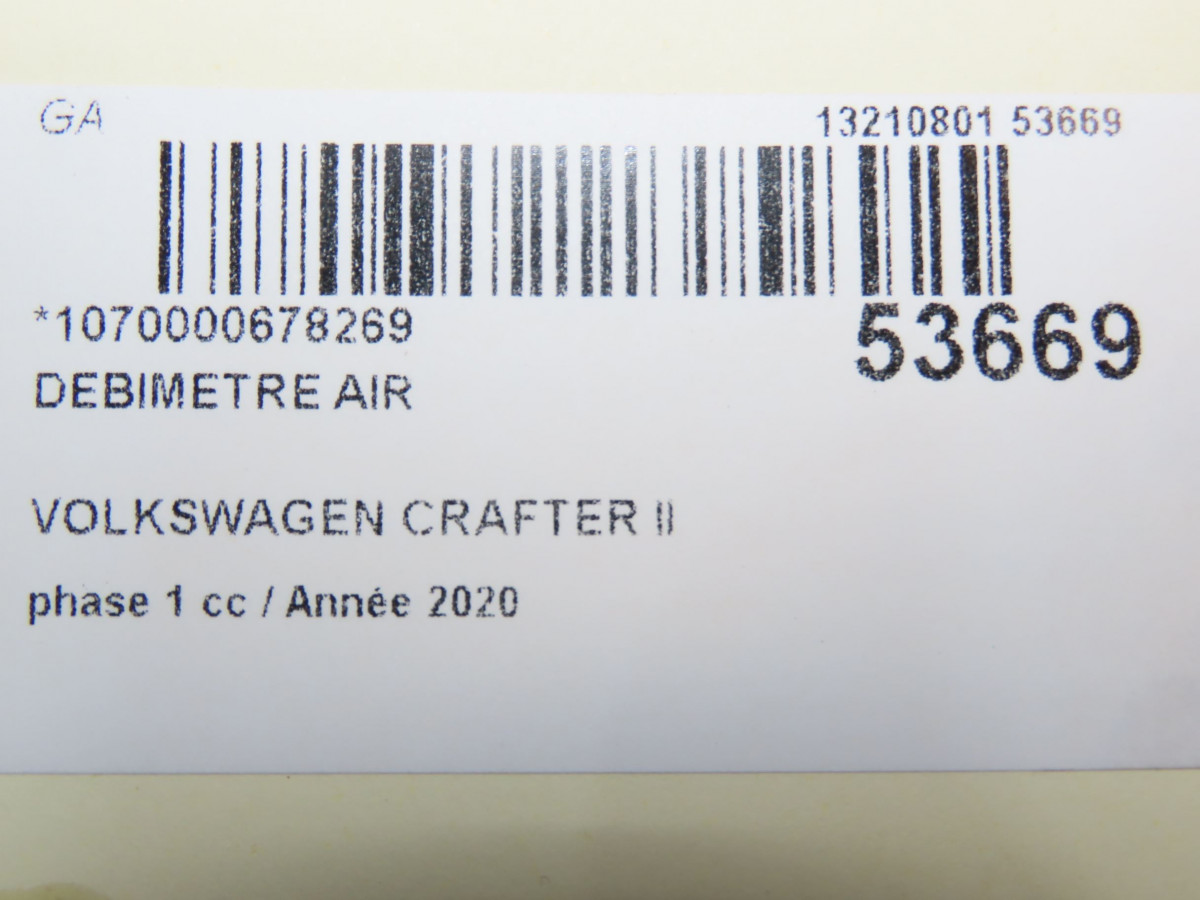 GA
13210801 53669
*1070000678269
53669
DEBIMETRE AIR
VOLKSWAGEN CRAFTER II
phase 1 cc / Année 2020